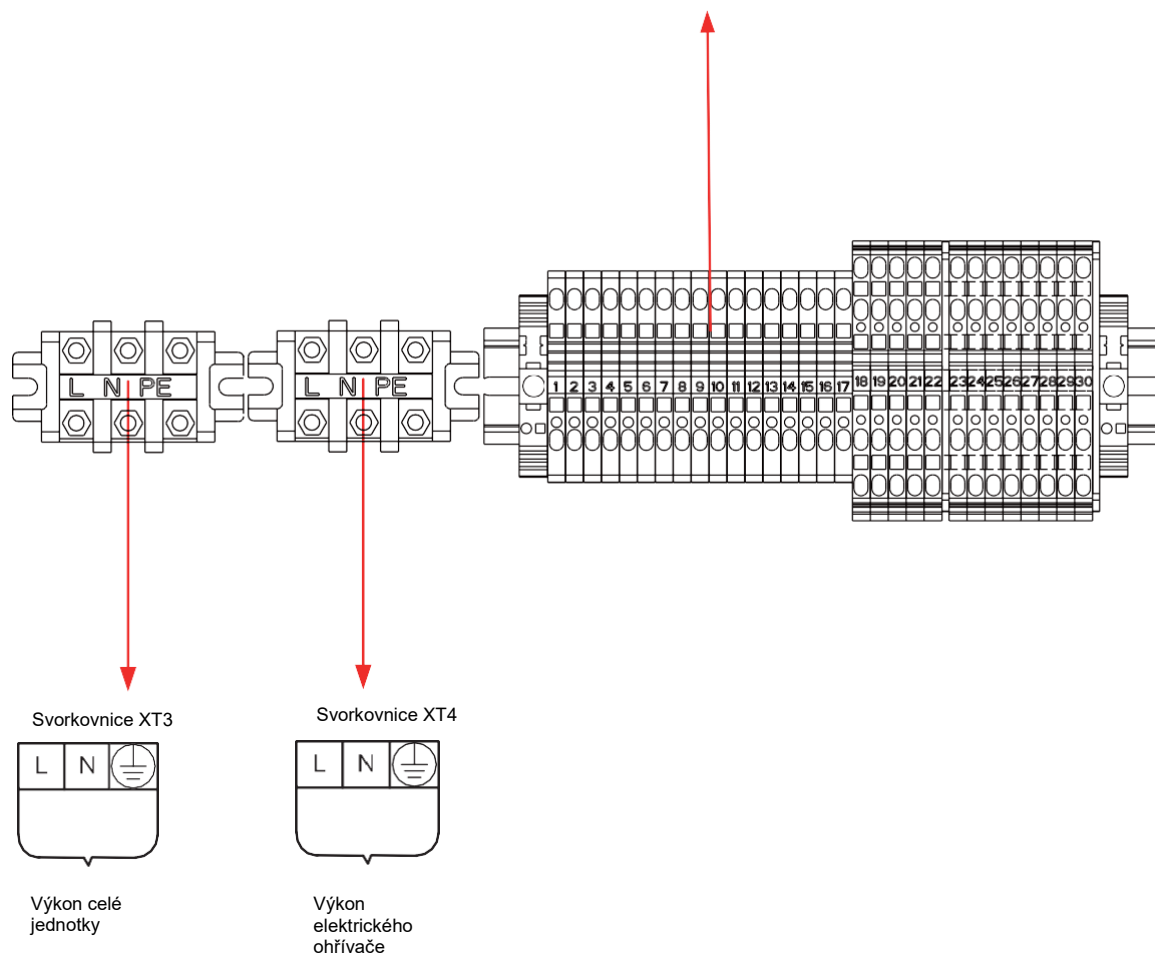 L N PE
L N PE
1 2 3 4 5 6 7 8 9 10 11 12 13 14 15 16 17 18 19 20 21 22 23 24 25 26 27 28 29 30
Svorkovnice XT3
Svorkovnice XT4
L N
L N
Výkon celé
jednotky
Výkon
elektrického
ohřívače